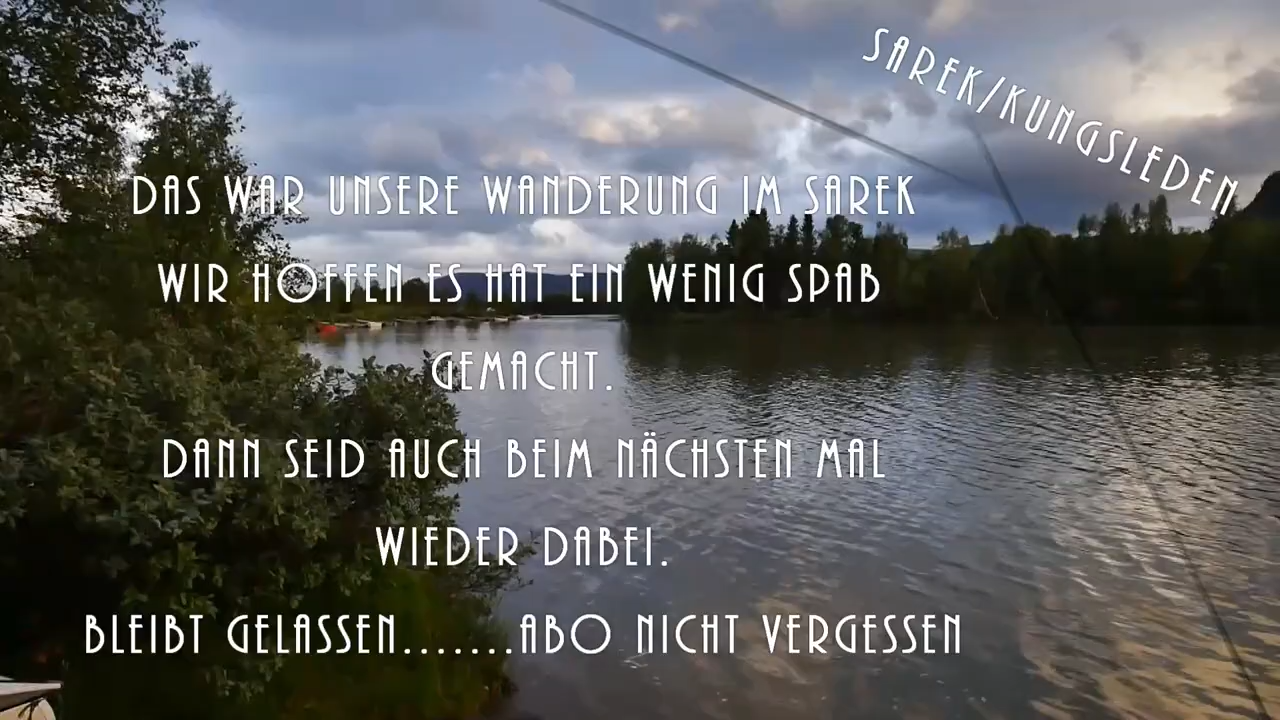 SAREK/KUNGSLEDEN
DAS WAR UNSERE WANDERUNG IM SAREK
WIR HOFFEN ES HAT EIN WENIG SPAß
GEMACHT.
DANN SEID AUCH BEIM NÄCHSTEN MAL
WIEDER DABEI.
BLEIBT GELASSEN.......ABO NICHT VERGESSEN